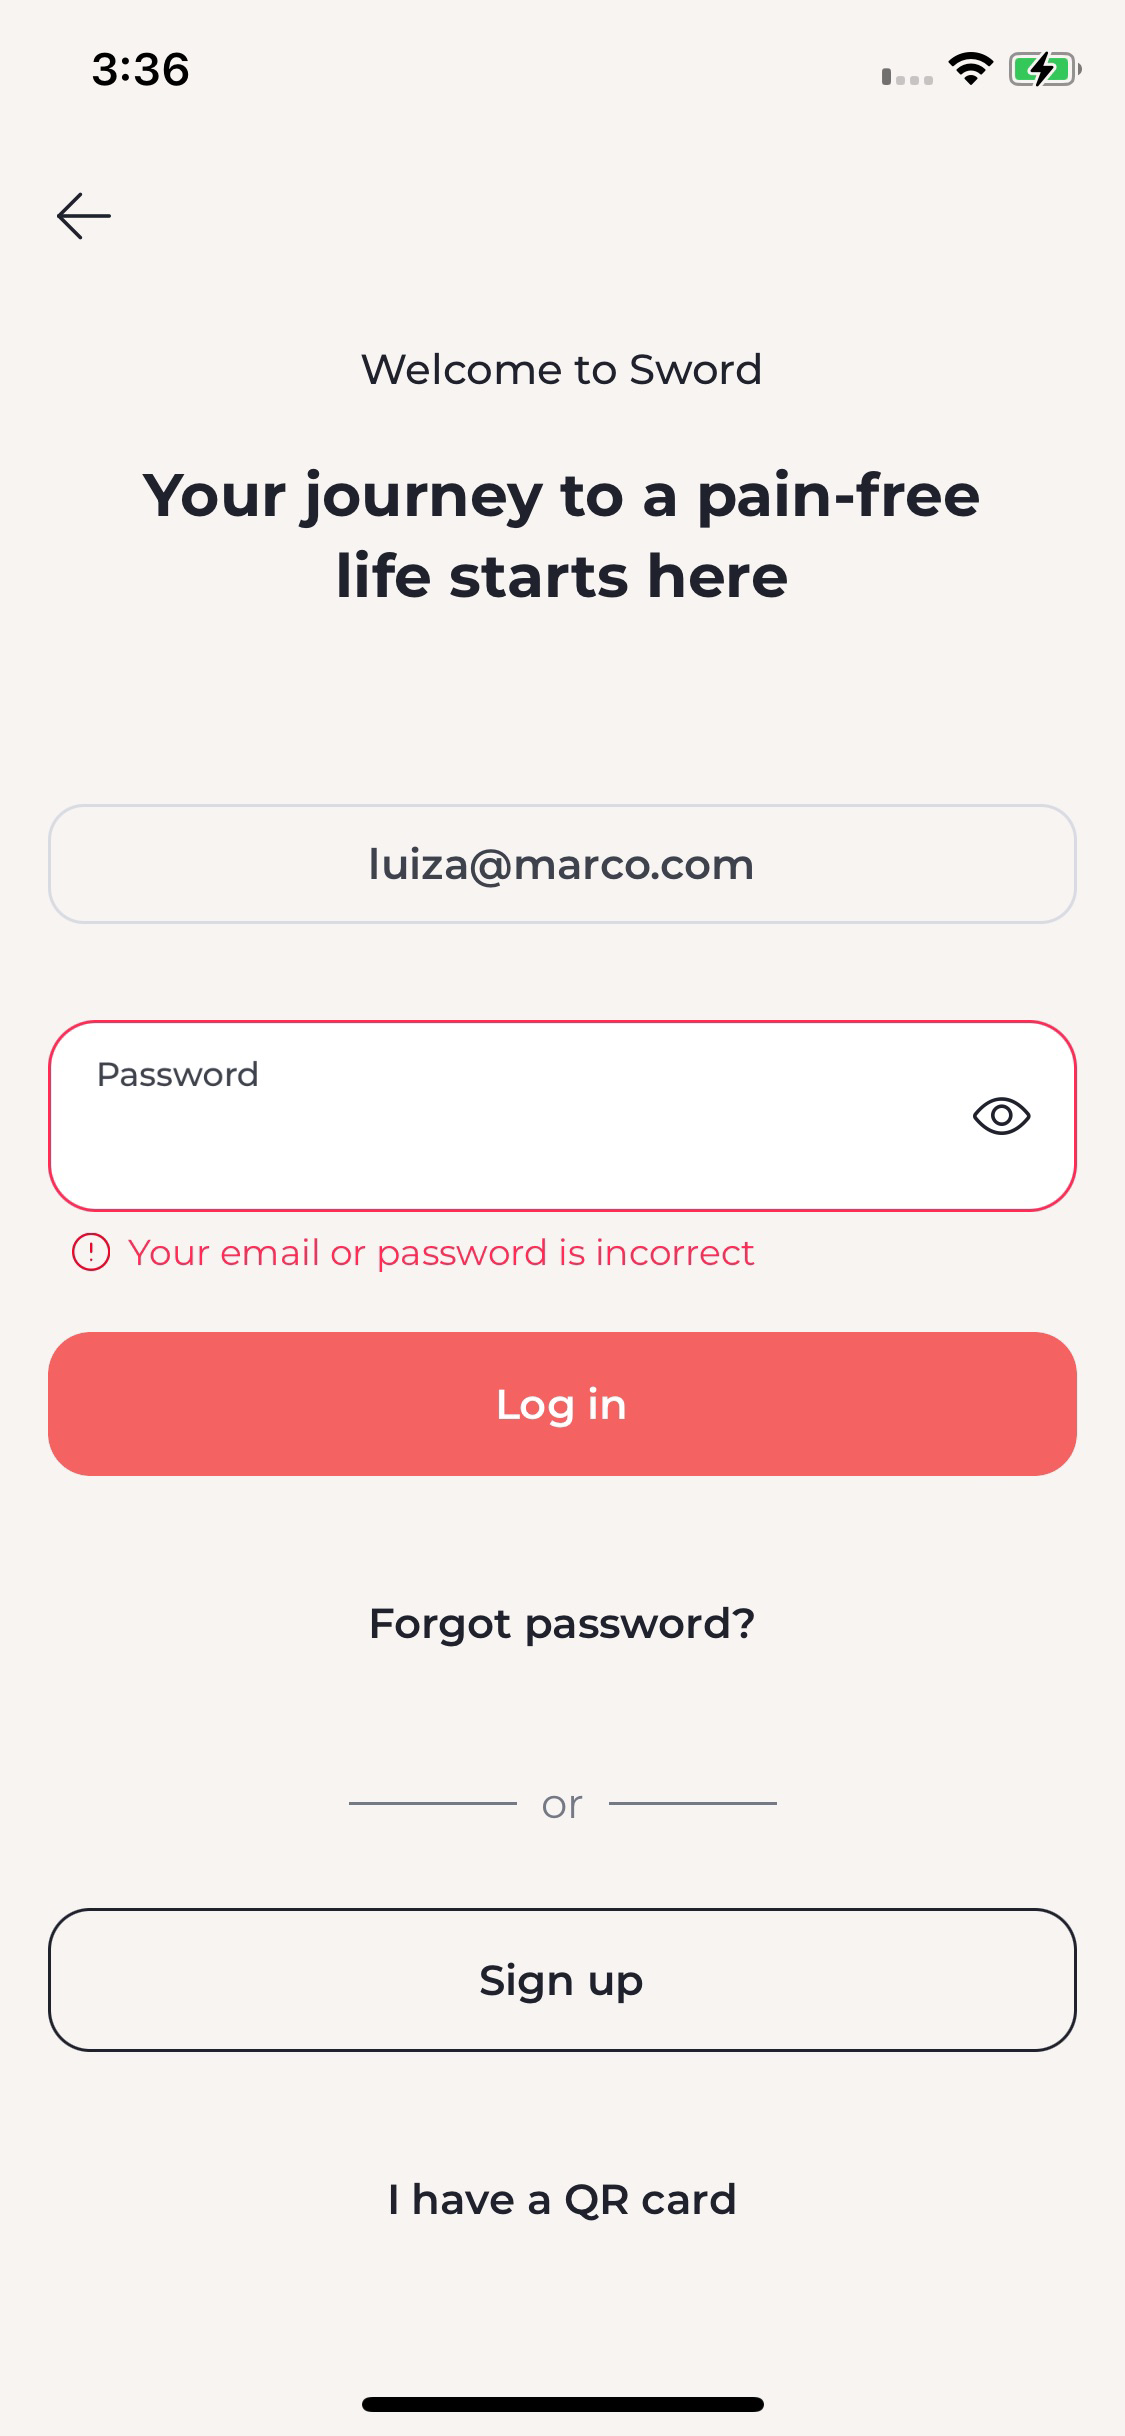 3:36
Welcome to Sword
Your journey to a pain-free
life starts here
luiza@marco.com
Password
Your email or password is incorrect
Log in
Forgot password?
or
Sign up
I have a QR card